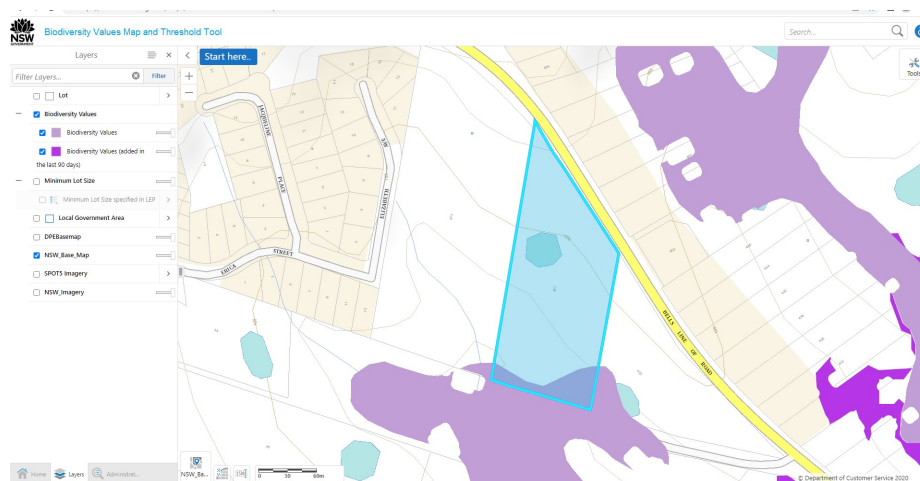 NSW
GOVERNMENT
Biodiversity Values Map and Threshold Tool
Search...
Layers
Start here..
Tools
Filter Layers...
Filter
Lot
Biodiversity Values
Biodiversity Values
Biodiversity Values (added in
the last 90 days)
Minimum Lot Size
Minimum Lot Size specified in LEP
Local Government Area
DPEBasemap
NSW_Base_Map
SPOT5 Imagery
NSW_Imagery
JACQUELINE
PLACE
ELIZABETH
ERICA
STREET
BELLS LINE OF ROAD
Home
Layers
Administrat...
NSW_Ba...
0 30 60m
© Department of Customer Service 2020